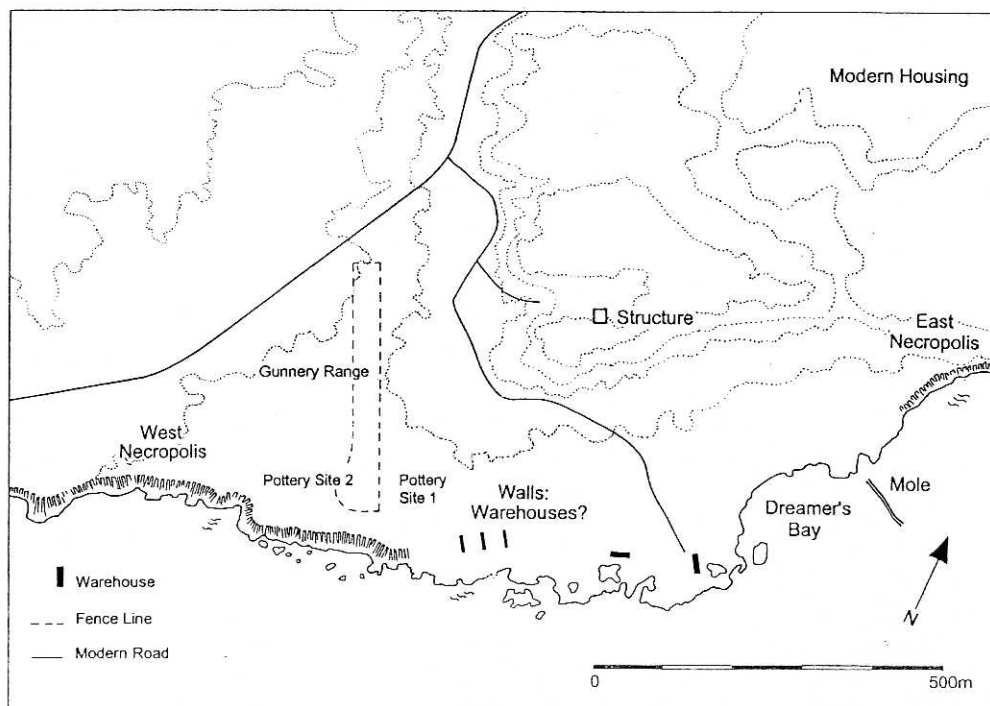 Modern Housing
Structure
East
Necropolis
Gunnery Range
West
Necropolis
Pottery Site 2
Pottery
Site 1
Walls:
Warehouses?
Dreamer's
Bay
Mole
Warehouse
Fence Line
Modern Road
N
0
500m